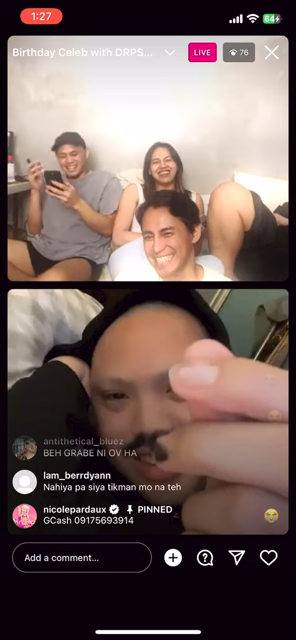 1:27
64
Birthday Celeb with DRPS...
LIVE
76
antithetical_bluez
BEH GRABE NI OV HA
Iam_berrdyann
Nahiya pa siya tikman mo na teh
nicolepardaux PINNED
GCash 09175693914
Add a comment...